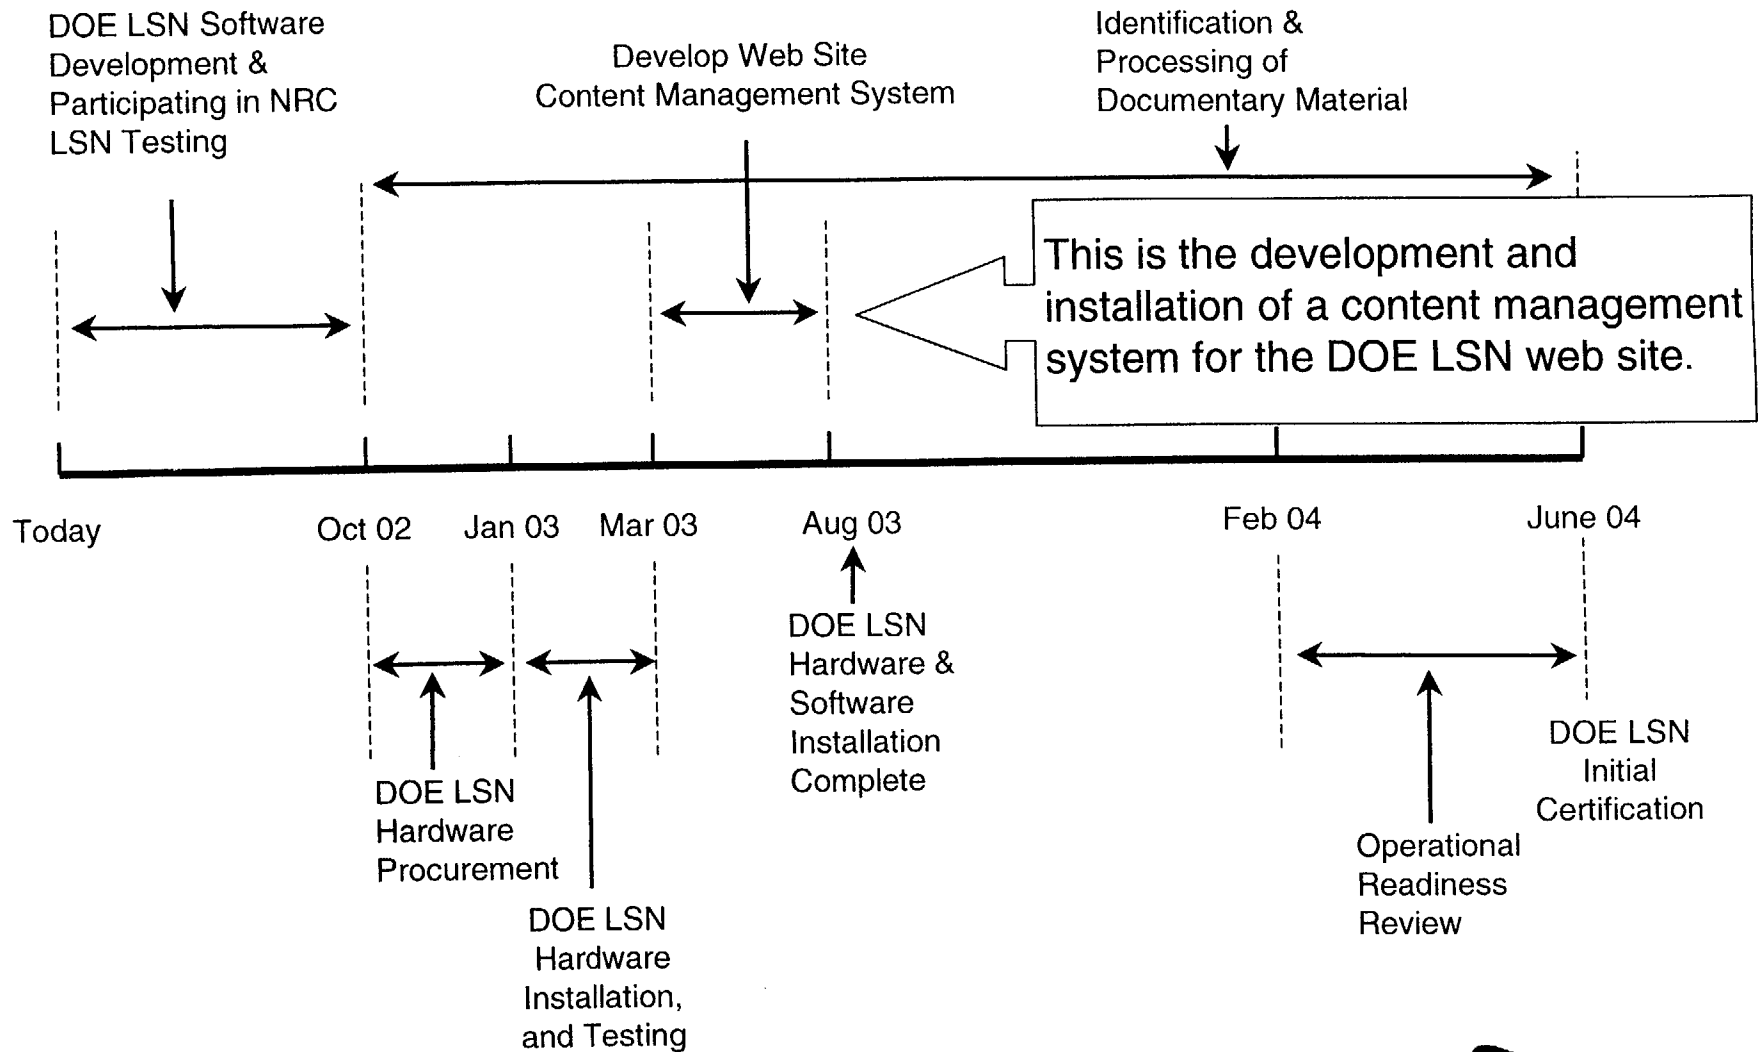 DOE LSN Software
Development &
Participating in NRC
LSN Testing
Develop Web Site
Content Management System
Identification &
Processing of
Documentary Material
This is the development and
installation of a content management
system for the DOE LSN web site.
Today
Oct 02
Jan 03
Mar 03
Aug 03
Feb 04
June 04
DOE LSN
Hardware
Procurement
DOE LSN
Hardware
Installation,
and Testing
DOE LSN
Hardware &
Software
Installation
Complete
Operational
Readiness
Review
DOE LSN
Initial
Certification